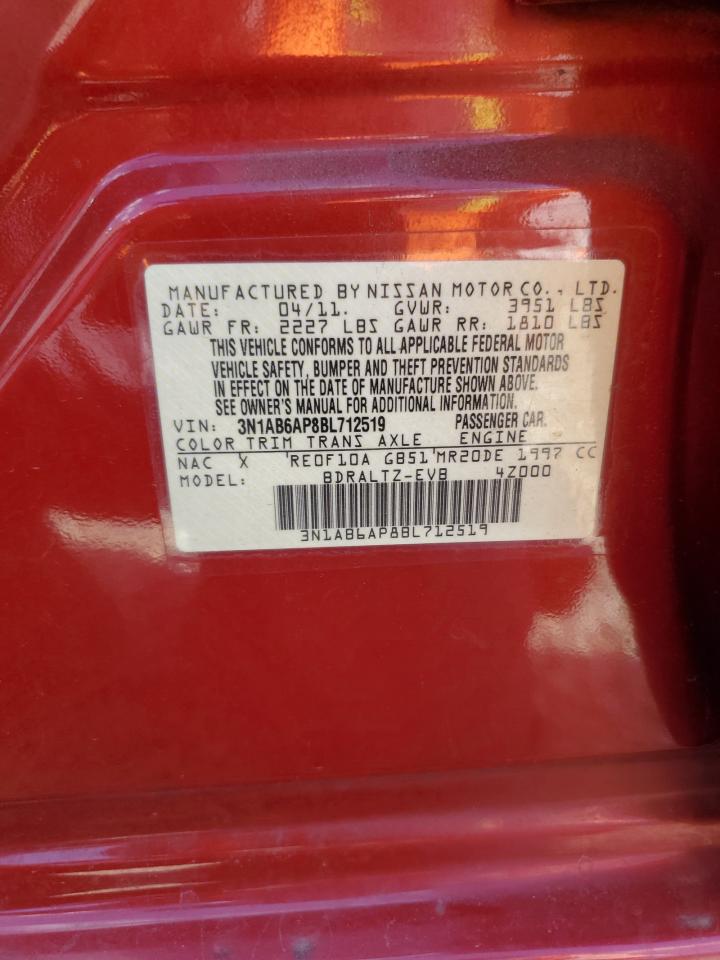 MANUFACTURED BY NISSAN MOTOR CO., LTD.
DATE: 04/11. GVWR: 3951 LBS
GAWR FR: 2227 LBS GAWR RR: 1810 LBS
THIS VEHICLE CONFORMS TO ALL APPLICABLE FEDERAL MOTOR
VEHICLE SAFETY, BUMPER AND THEFT PREVENTION STANDARDS
IN EFFECT ON THE DATE OF MANUFACTURE SHOWN ABOVE.
SEE OWNER'S MANUAL FOR ADDITIONAL INFORMATION.
VIN: 3N1AB6AP8BL712519 PASSENGER CAR.
COLOR TRIM TRANS AXLE ENGINE
NAC X 'RE0F10A G851'MR20DE 1997 CC
MODEL: BDRALTZ-EVB 4Z000
3N1AB6AP8BL712519